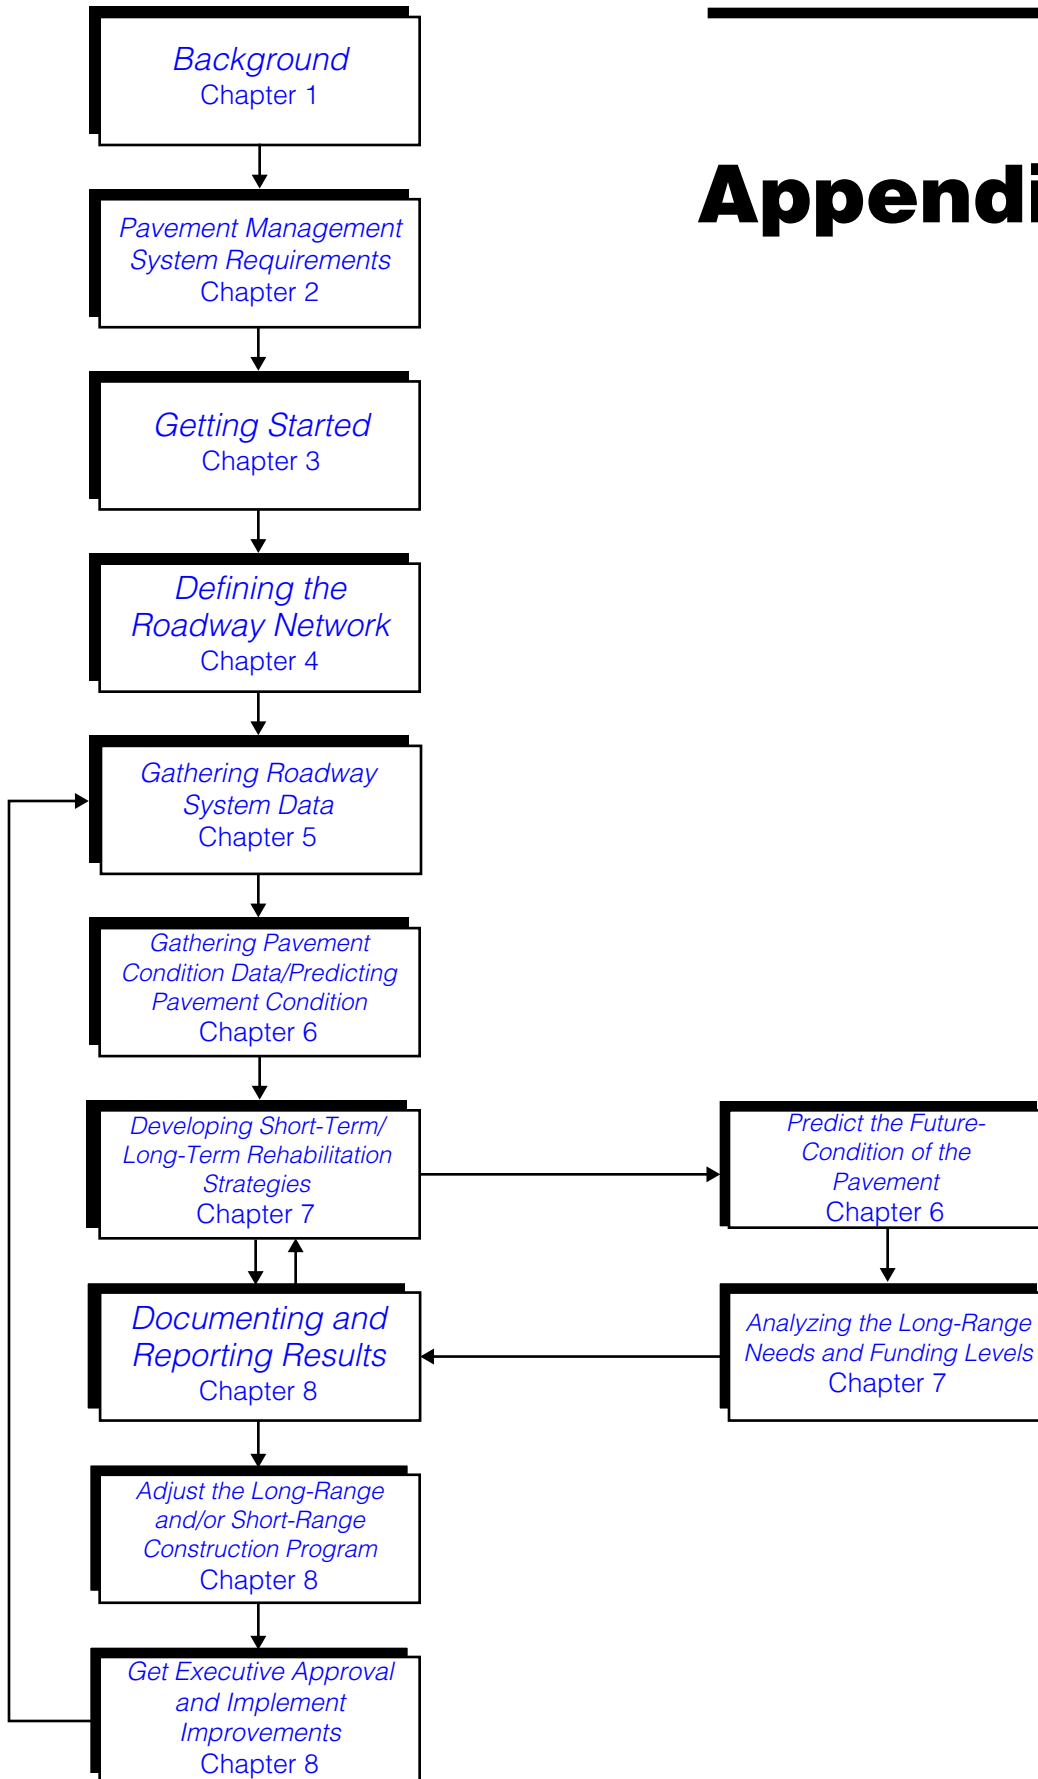 Background
Chapter 1
Appendi
Pavement Management
System Requirements
Chapter 2
Getting Started
Chapter 3
Defining the
Roadway Network
Chapter 4
Gathering Roadway
System Data
Chapter 5
Gathering Pavement
Condition Data/Predicting
Pavement Condition
Chapter 6
Developing Short-Term/
Long-Term Rehabilitation
Strategies
Chapter 7
Predict the Future-
Condition of the
Pavement
Chapter 6
Documenting and
Reporting Results
Chapter 8
Analyzing the Long-Range
Needs and Funding Levels
Chapter 7
Adjust the Long-Range
and/or Short-Range
Construction Program
Chapter 8
Get Executive Approval
and Implement
Improvements
Chapter 8